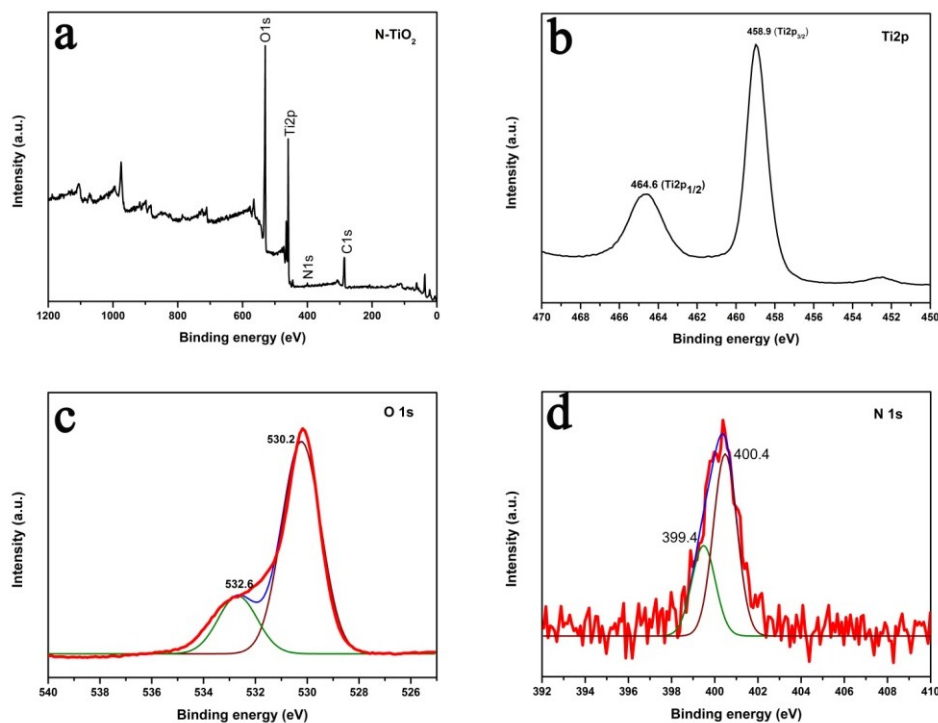 a
N-TiO2
O1s
Ti2p
N1s
C1s
Intensity (a.u.)
1200 1000 800 600 400 200 0
Binding energy (eV)
b
458.9 (Ti2p3/2)
Ti2p
464.6 (Ti2p1/2)
Intensity (a.u.)
470 468 466 464 462 460 458 456 454 452 450
Binding energy (eV)
c
O 1s
530.2
532.6
Intensity (a.u.)
540 538 536 534 532 530 528 526
Binding energy (eV)
d
N 1s
400.4
399.4
Intensity (a.u.)
392 394 396 398 400 402 404 406 408 410
Binding energy (eV)